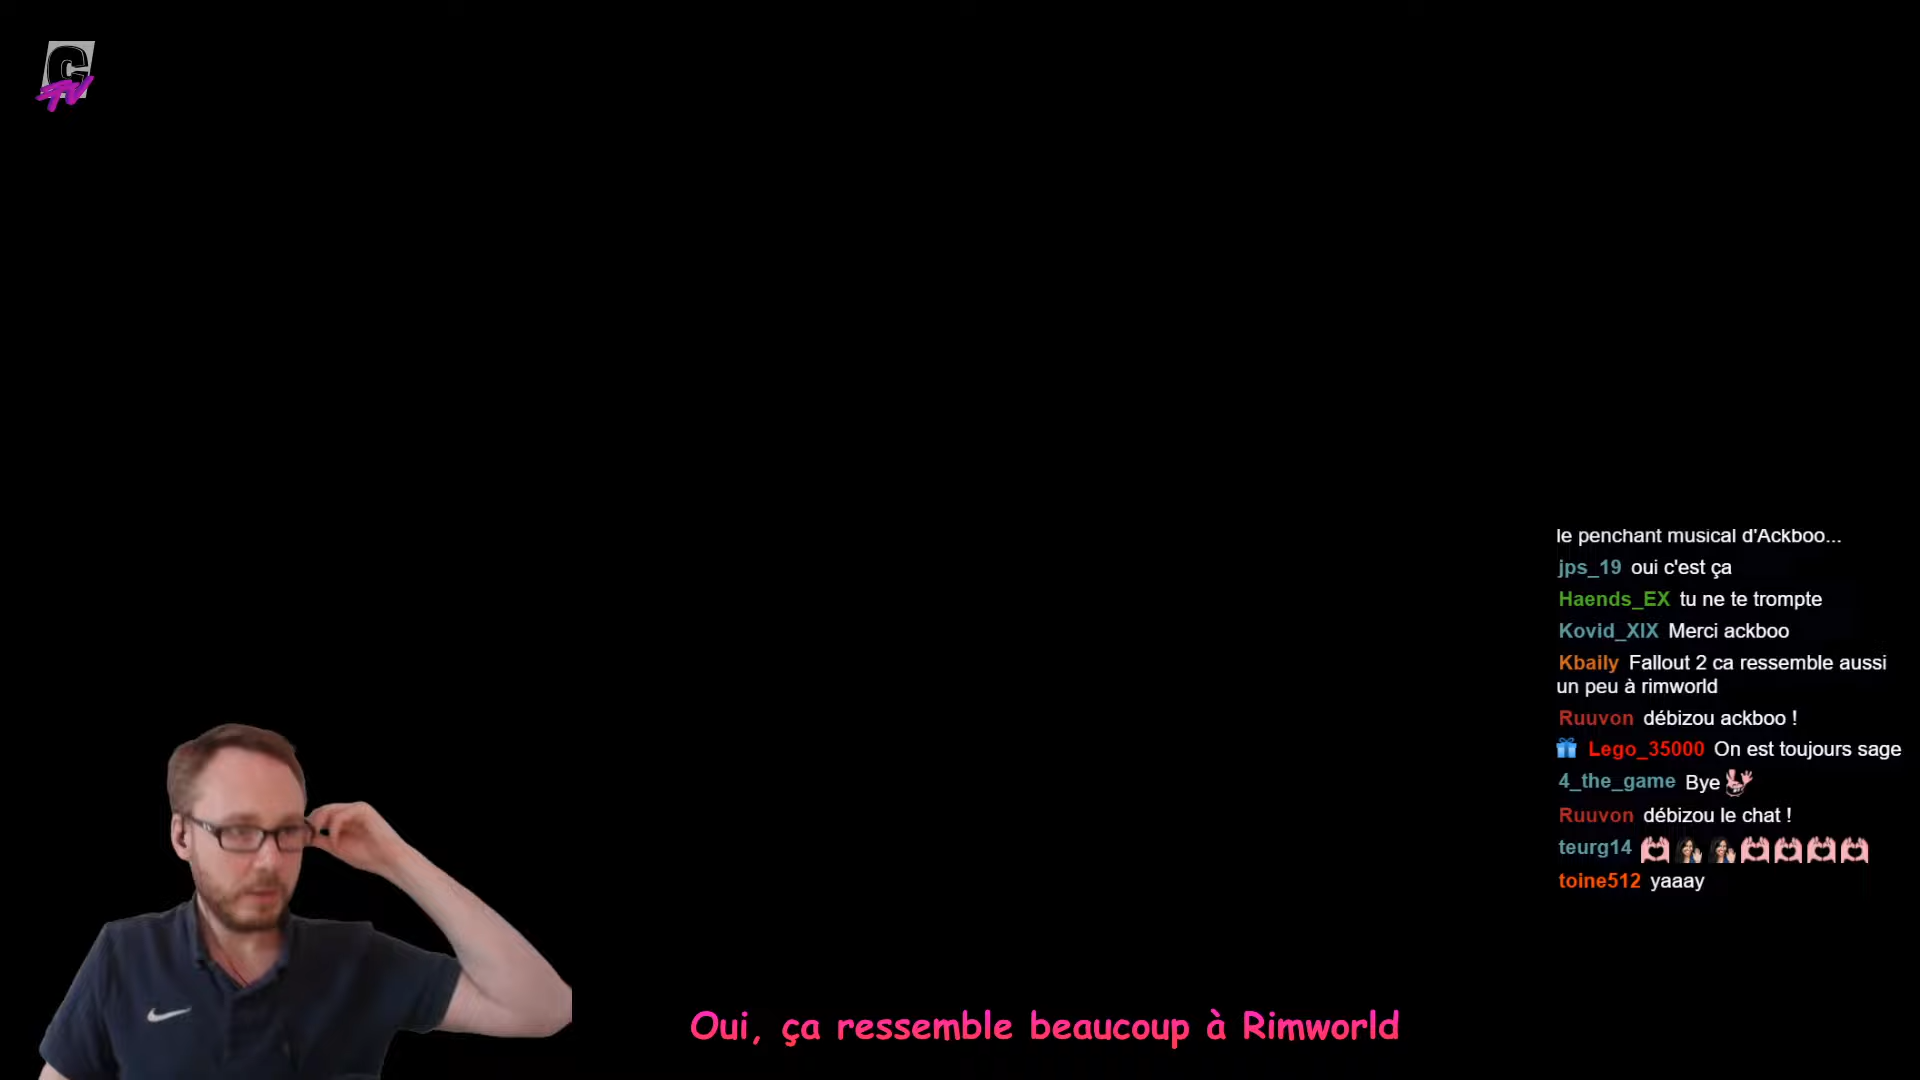 C
TV
le penchant musical d'Ackboo...
jps_19 oui c'est ça
Haends_EX tu ne te trompte
Kovid_XIX Merci ackboo
Kbaily Fallout 2 ca ressemble aussi
un peu à rimworld
Ruuvon débizou ackboo !
Lego_35000 On est toujours sage
4_the_game Bye
Ruuvon débizou le chat !
teurg14
toine512 yaaay
Oui, ça ressemble beaucoup à Rimworld